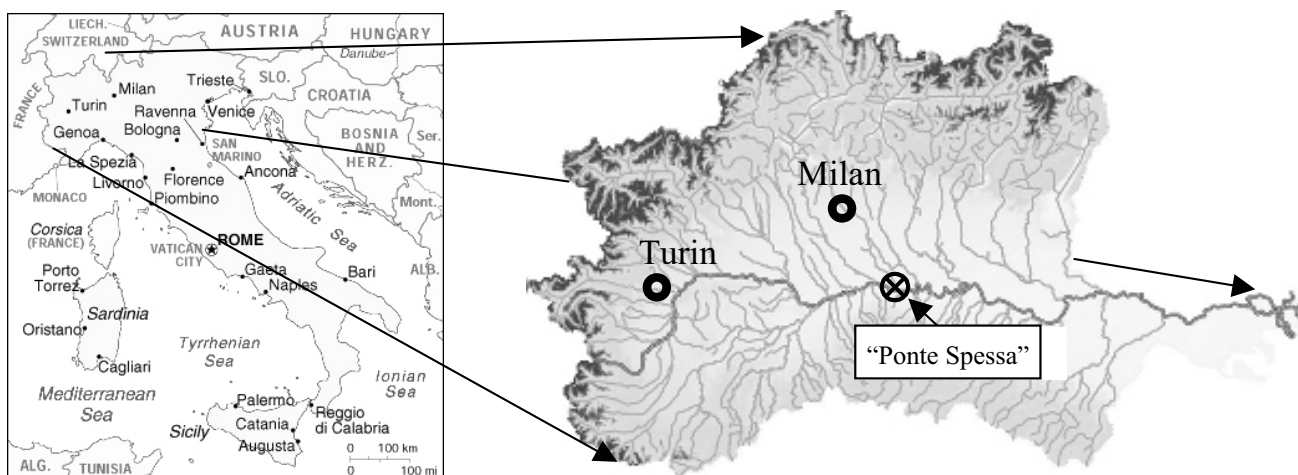 LIECH.
SWITZERLAND
AUSTRIA
HUNGARY
Danube
FRANCE
Milan
Turin
Trieste
SLO.
CROATIA
Ravenna
Venice
Genoa
Bologna
BOSNIA
AND
HERZ.
Ser.
SAN
MARINO
La Spezia
Livorno
Florence
Ancona
MONACO
Piombino
Adriatic Sea
Mont.
Corsica
(FRANCE)
VATICAN
CITY
ROME
ALB.
Bari
Gaeta
Naples
Porto
Torrez
Sardinia
Oristano
Cagliari
Tyrrhenian
Sea
Ionian
Sea
Mediterranean
Sea
Palermo
Reggio
di Calabria
Sicily
Catania
Augusta
ALG.
TUNISIA
0
100 km
0
100 mi
Milan
Turin
“Ponte Spessa”